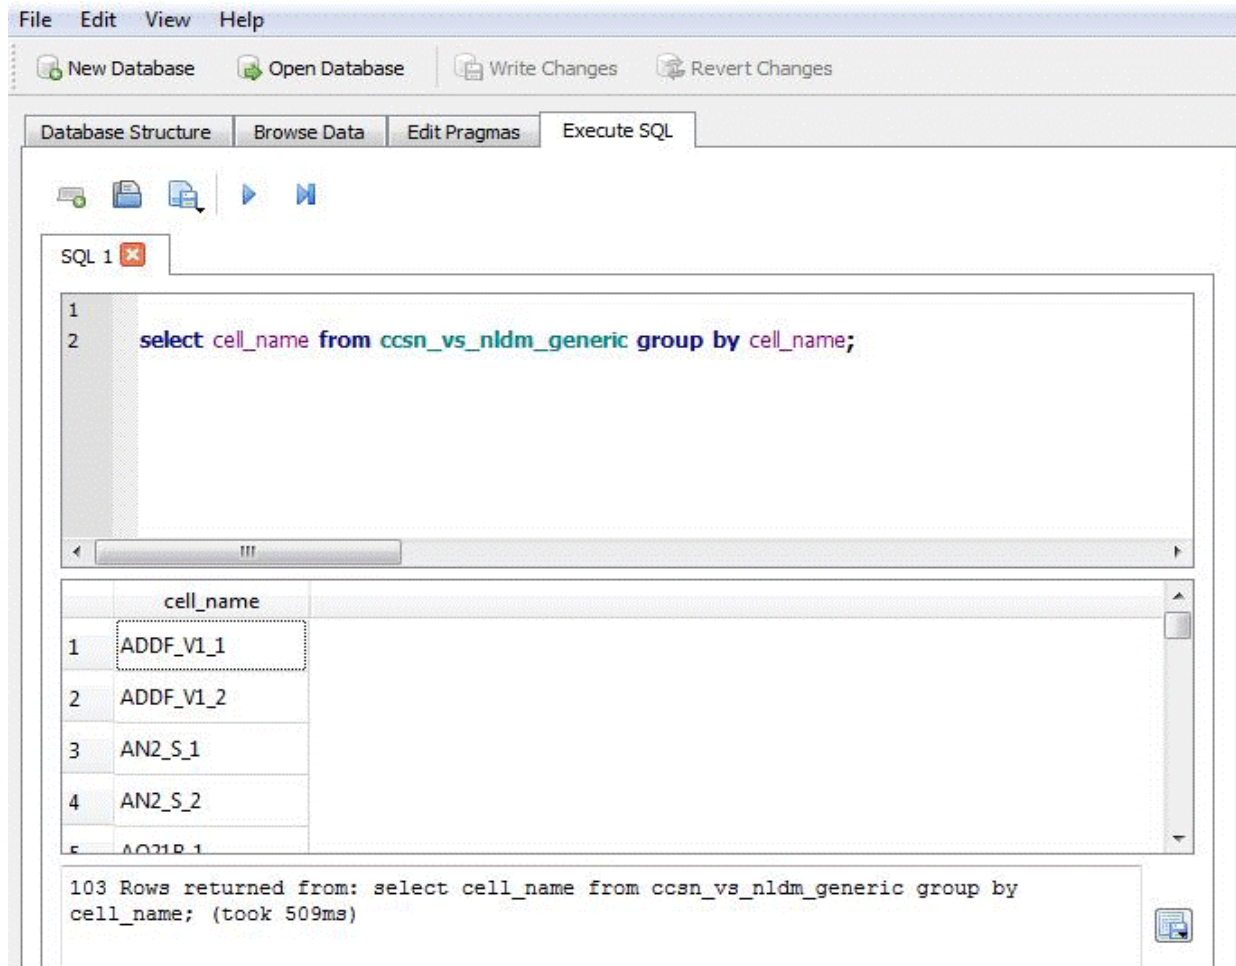 File Edit View Help
New Database Open Database Write Changes Revert Changes
Database Structure Browse Data Edit Pragmas Execute SQL
SQL 1
1
2 select cell_name from ccsn_vs_nldm_generic group by cell_name;
cell_name
1 ADDF_V1_1
2 ADDF_V1_2
3 AN2_S_1
4 AN2_S_2
103 Rows returned from: select cell_name from ccsn_vs_nldm_generic group by
cell_name; (took 509ms)